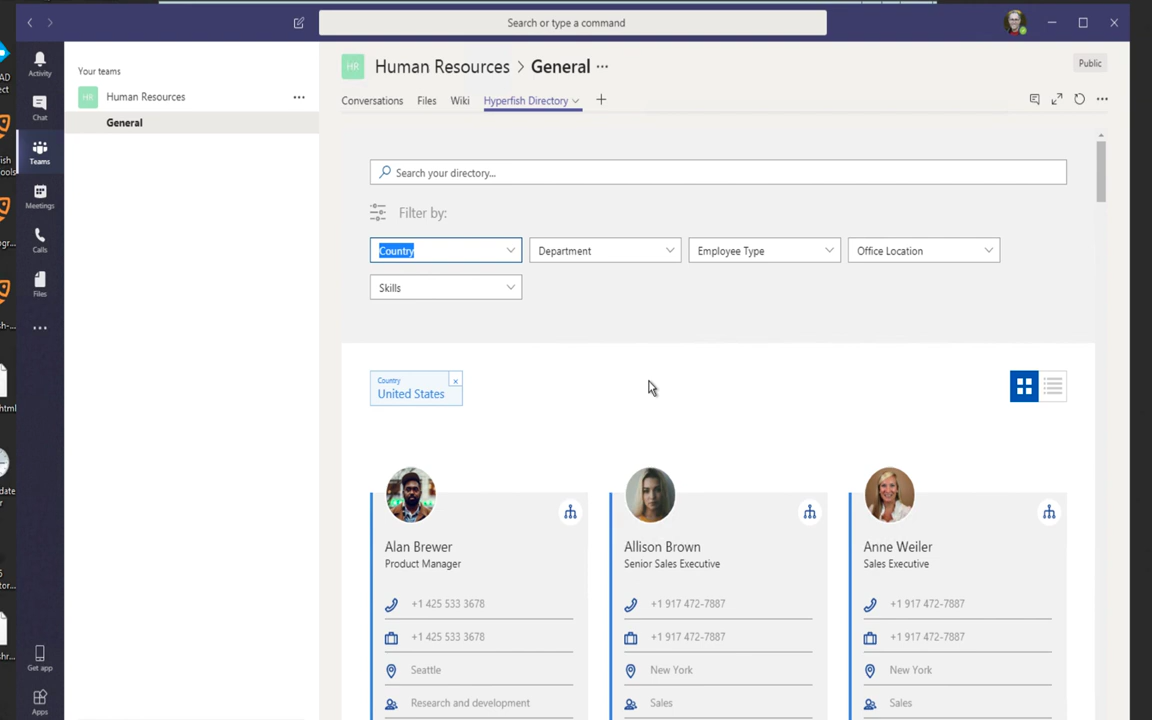 Search or type a command
AD
ect
Activity
Chat
Teams
Meetings
Calls
Files
Get app
Apps
Your teams
HR
Human Resources
General
HR
Human Resources > General
Public
Conversations
Files
Wiki
Hyperfish Directory
Search your directory...
Filter by:
Country
Department
Employee Type
Office Location
Skills
Country
United States
Alan Brewer
Product Manager
+1 425 533 3678
+1 425 533 3678
Seattle
Research and development
Allison Brown
Senior Sales Executive
+1 917 472-7887
+1 917 472-7887
New York
Sales
Anne Weiler
Sales Executive
+1 917 472-7887
+1 917 472-7887
New York
Sales